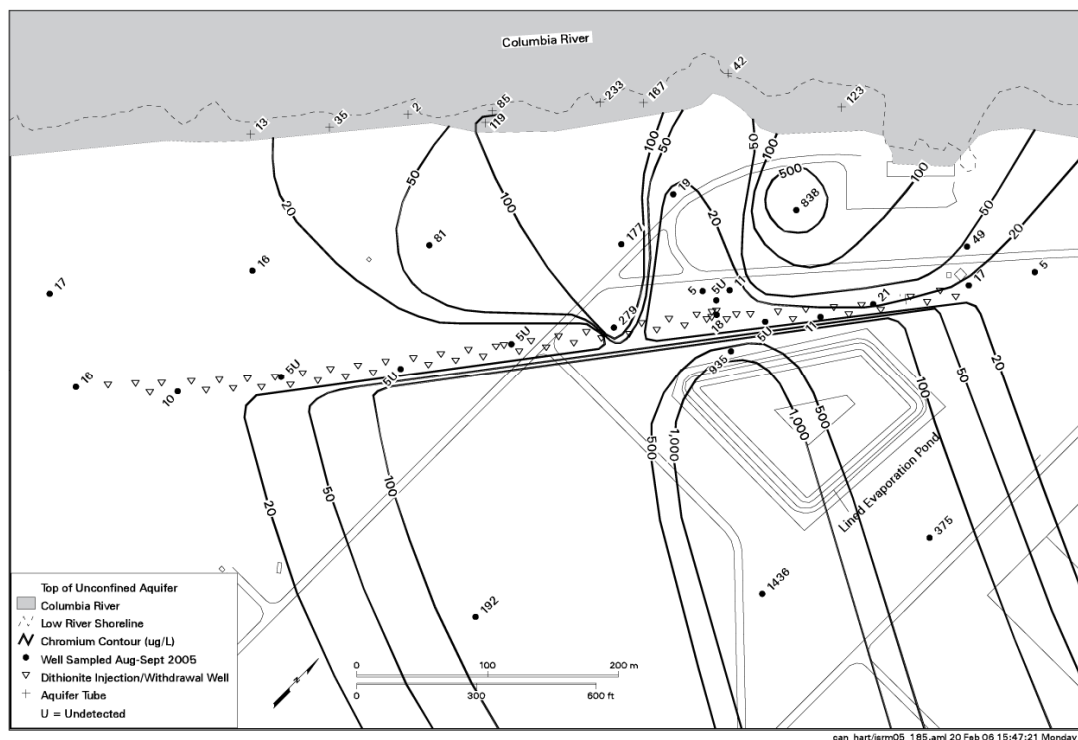 Columbia River
42
85
233
167
123
2
35
13
119
100
50
50
100
500
838
100
50
20
20
50
100
19
20
81
177
49
16
17
5
5U
11
17
5
21
279
18
5U
11
5U
5U
5U
16
10
935
500
1,000
1,000
500
100
50
20
Lined Evaporation Pond
20
50
100
375
1436
192
Top of Unconfined Aquifer
Columbia River
Low River Shoreline
Chromium Contour (ug/L)
Well Sampled Aug-Sept 2005
Dithionite Injection/Withdrawal Well
Aquifer Tube
U = Undetected
0 100 200 m
0 300 600 ft
can_hart/isrm05_185.aml 20 Feb 06 15:47:21 Monday